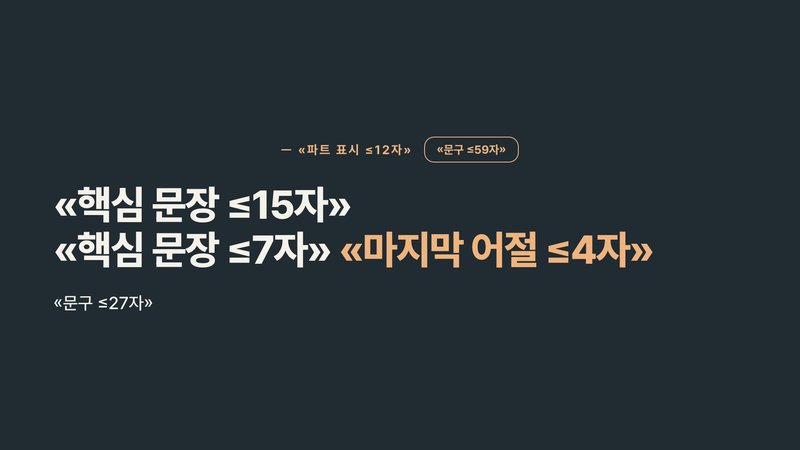 — «파트 표시 ≤12자» «문구 ≤59자»
«핵심 문장 ≤15자»
«핵심 문장 ≤7자» «마지막 어절 ≤4자»
«문구 ≤27자»